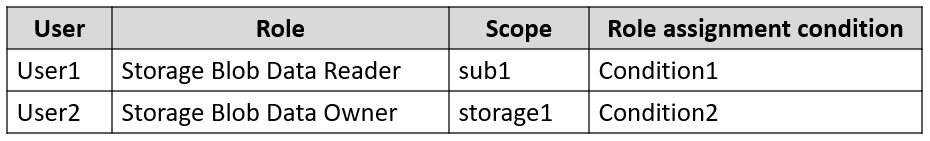 User Role Scope Role assignment condition
User1 Storage Blob Data Reader sub1 Condition1
User2 Storage Blob Data Owner storage1 Condition2